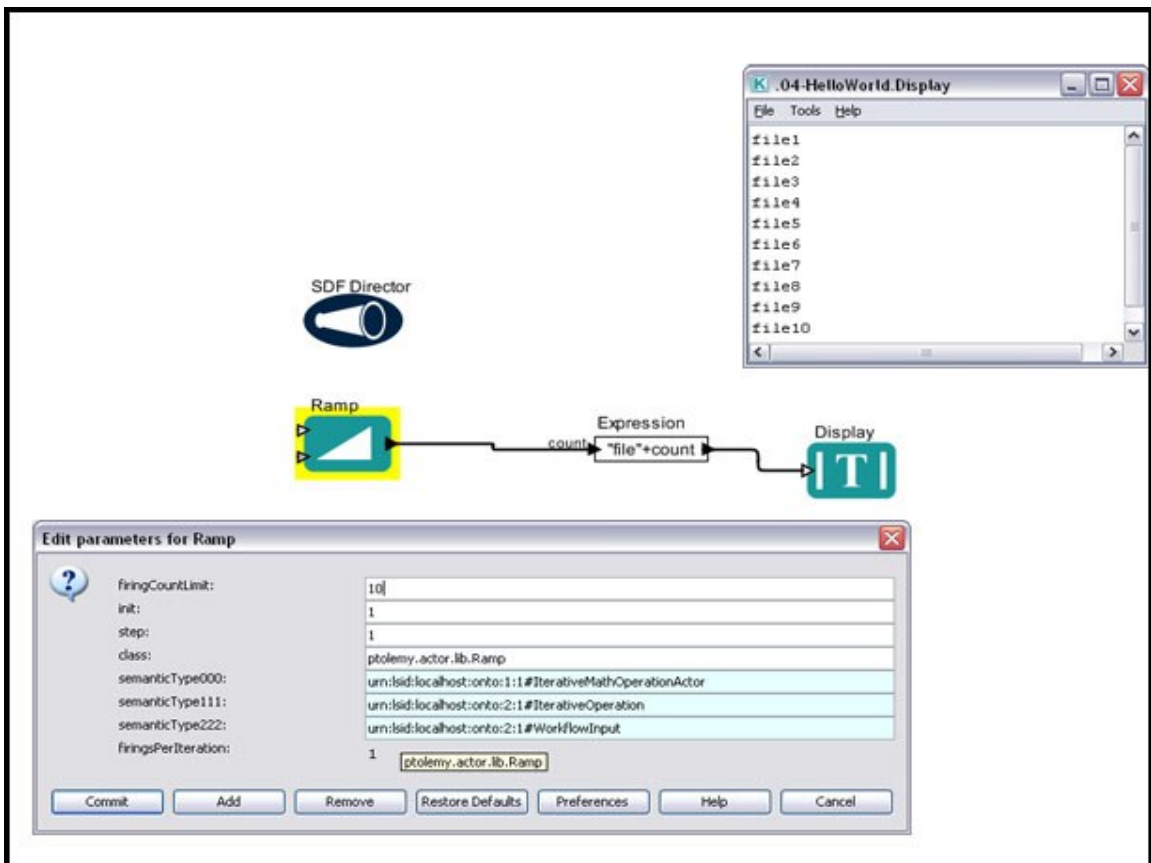 .04-HelloWorld.Display
File Tools Help
file1
file2
file3
file4
file5
file6
file7
file8
file9
file10
SDF Director
Ramp
count
Expression
"file"+count
Display
T
Edit parameters for Ramp
firingCountLimit: 10
init: 1
step: 1
class: ptolemy.actor.lib.Ramp
semanticType000: urn:lsid:localhost:onto:1:1#IterativeMathOperationActor
semanticType111: urn:lsid:localhost:onto:2:1#IterativeOperation
semanticType222: urn:lsid:localhost:onto:2:1#WorkflowInput
firingsPerIteration: 1
ptolemy.actor.lib.Ramp
Commit Add Remove Restore Defaults Preferences Help Cancel